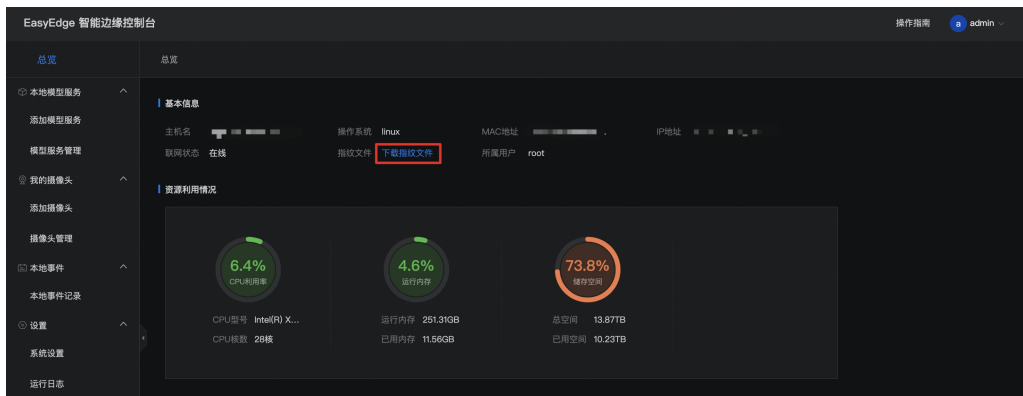 EasyEdge 智能边缘控制台
操作指南
a admin
总览
总览
本地模型服务
添加模型服务
模型服务管理
我的摄像头
添加摄像头
摄像头管理
本地事件
本地事件记录
设置
系统设置
运行日志
基本信息
主机名 操作系统 linux MAC地址 IP地址
联网状态 在线 指纹文件 下载指纹文件 所属用户 root
资源利用情况
6.4%
CPU利用率
CPU型号 Intel(R) X...
CPU核数 28核
4.6%
运行内存
运行内存 251.31GB
已用内存 11.56GB
73.8%
储存空间
总空间 13.87TB
已用空间 10.23TB